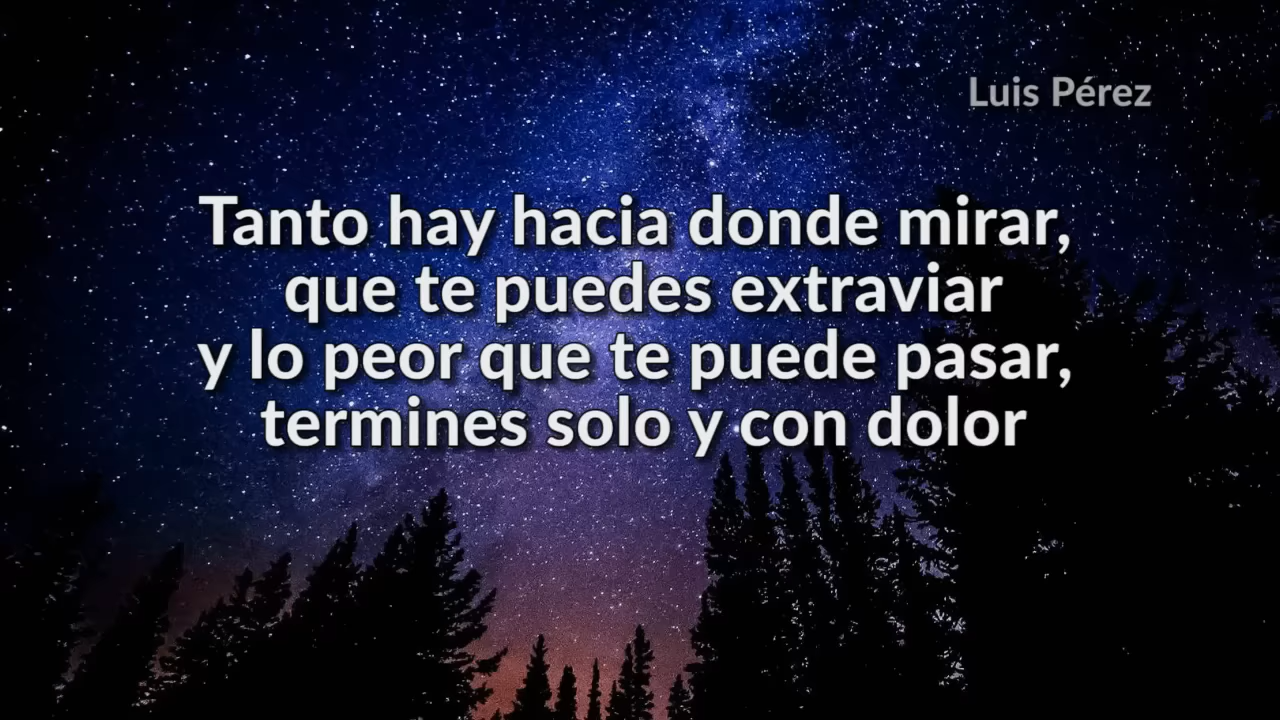 Luis Pérez
Tanto hay hacia donde mirar,
que te puedes extraviar
y lo peor que te puede pasar,
termines solo y con dolor